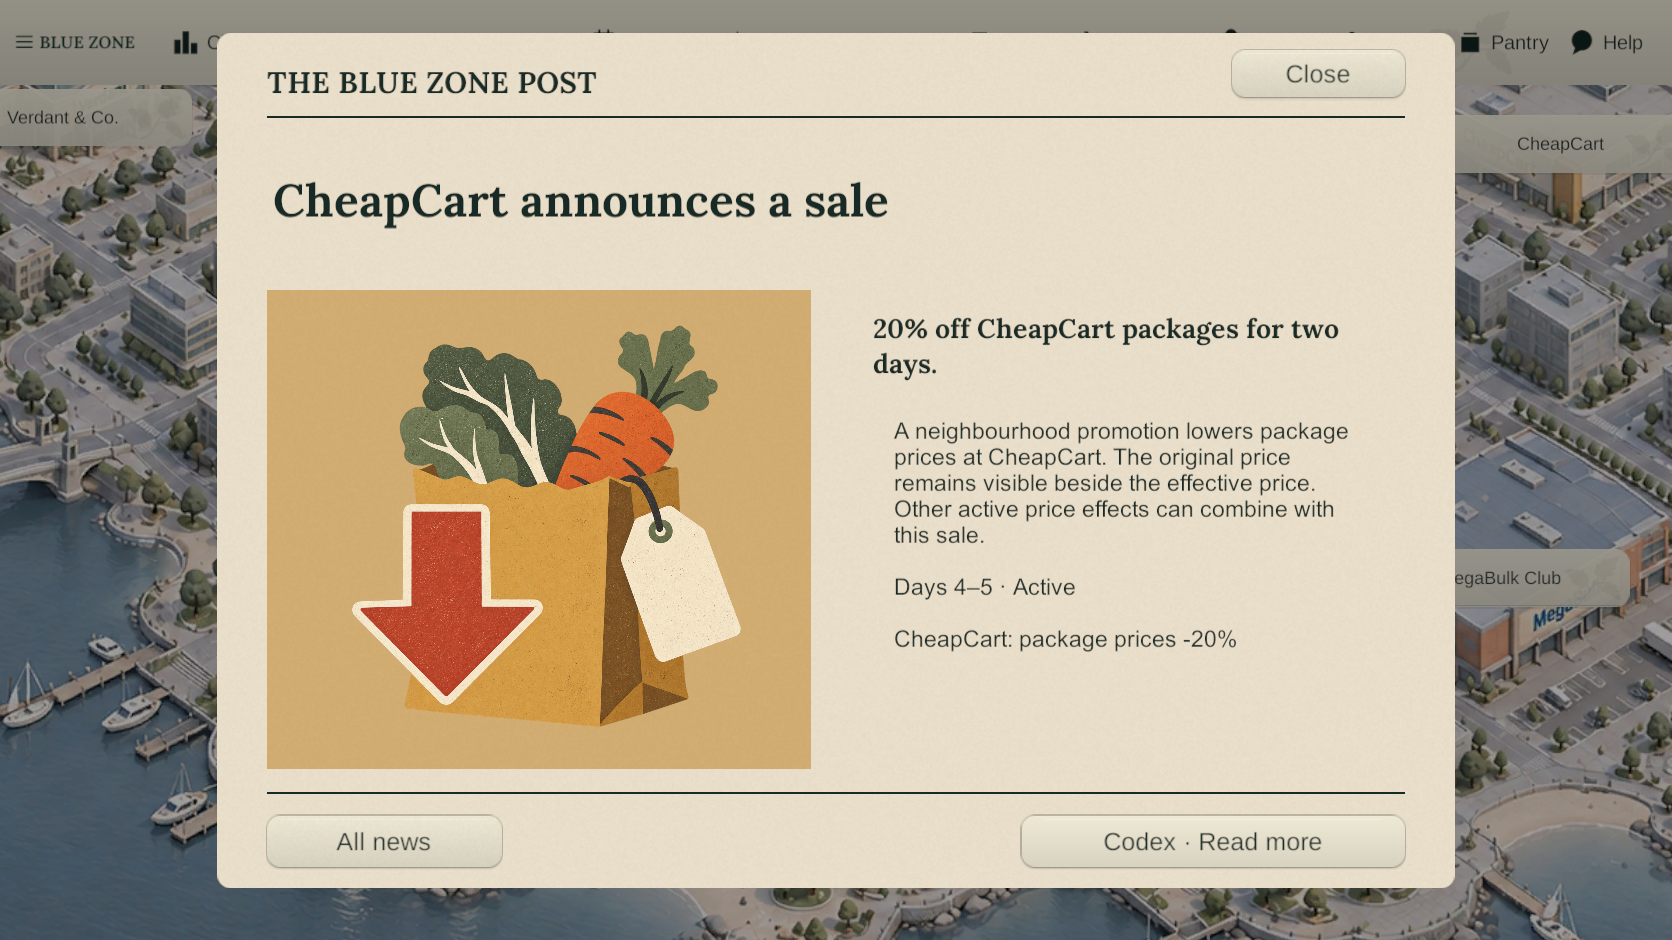 BLUE ZONE
Pantry
Help
Verdant & Co.
CheapCart
egaBulk Club
Mega
THE BLUE ZONE POST
Close
CheapCart announces a sale
20% off CheapCart packages for two
days.
A neighbourhood promotion lowers package
prices at CheapCart. The original price
remains visible beside the effective price.
Other active price effects can combine with
this sale.
Days 4–5 · Active
CheapCart: package prices -20%
All news
Codex · Read more